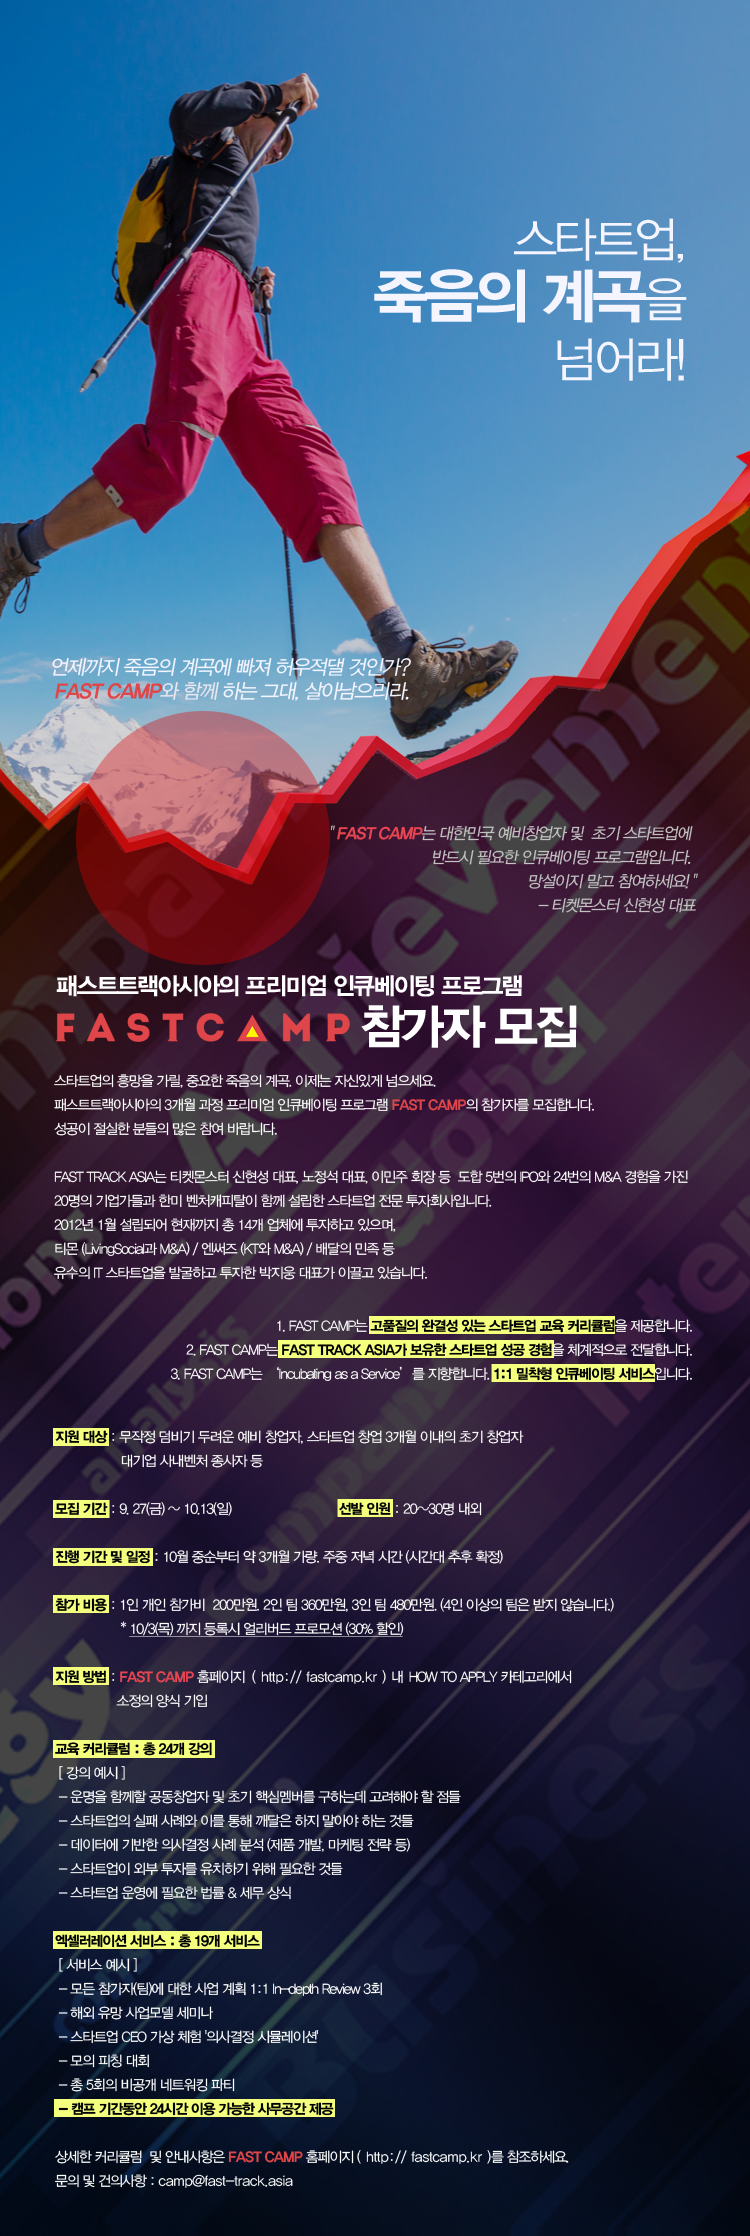 스타트업,
죽음의 계곡을
넘어라!
언제까지 죽음의 계곡에 빠져 허우적댈 것인가?
FAST CAMP와 함께 하는 그대, 살아남으리라.
"FAST CAMP는 대한민국 예비창업자 및 초기 스타트업에
반드시 필요한 인큐베이팅 프로그램입니다.
망설이지 말고 참여하세요!"
- 티켓몬스터 신현성 대표
패스트트랙아시아의 프리미엄 인큐베이팅 프로그램
FASTCAMP 참가자 모집
스타트업의 흥망을 가릴, 중요한 죽음의 계곡. 이제는 자신있게 넘으세요.
패스트트랙아시아의 3개월 과정 프리미엄 인큐베이팅 프로그램 FAST CAMP의 참가자를 모집합니다.
성공이 절실한 분들의 많은 참여 바랍니다.
FAST TRACK ASIA는 티켓몬스터 신현성 대표, 노정석 대표, 이민주 회장 등 도합 5번의 IPO와 24번의 M&A 경험을 가진
20명의 기업가들과 한미 벤처캐피탈이 함께 설립한 스타트업 전문 투자회사입니다.
2012년 1월 설립되어 현재까지 총 14개 업체에 투자하고 있으며,
티몬 (LivingSocial과 M&A) / 엔써즈 (KT와 M&A) / 배달의 민족 등
유수의 IT 스타트업을 발굴하고 투자한 박지웅 대표가 이끌고 있습니다.
1. FAST CAMP는 고품질의 완결성 있는 스타트업 교육 커리큘럼을 제공합니다.
2. FAST CAMP는 FAST TRACK ASIA가 보유한 스타트업 성공 경험을 체계적으로 전달합니다.
3. FAST CAMP는 'Incubating as a Service' 를 지향합니다. 1:1 밀착형 인큐베이팅 서비스입니다.
지원 대상 : 무작정 덤비기 두려운 예비 창업자, 스타트업 창업 3개월 이내의 초기 창업자
대기업 사내벤처 종사자 등
모집 기간 : 9. 27(금) ~ 10.13(일) 선발 인원 : 20~30명 내외
진행 기간 및 일정 : 10월 중순부터 약 3개월 가량. 주중 저녁 시간 (시간대 추후 확정)
참가 비용 : 1인 개인 참가비 200만원. 2인 팀 360만원, 3인 팀 480만원. (4인 이상의 팀은 받지 않습니다.)
* 10/3(목) 까지 등록시 얼리버드 프로모션 (30% 할인)
지원 방법 : FAST CAMP 홈페이지 ( http://fastcamp.kr ) 내 HOW TO APPLY 카테고리에서
소정의 양식 기입
교육 커리큘럼 : 총 24개 강의
[ 강의 예시 ]
- 운명을 함께할 공동창업자 및 초기 핵심멤버를 구하는데 고려해야 할 점들
- 스타트업의 실패 사례와 이를 통해 깨달은 하지 말아야 하는 것들
- 데이터에 기반한 의사결정 사례 분석 (제품 개발, 마케팅 전략 등)
- 스타트업이 외부 투자를 유치하기 위해 필요한 것들
- 스타트업 운영에 필요한 법률 & 세무 상식
엑셀러레이션 서비스 : 총 19개 서비스
[ 서비스 예시 ]
- 모든 참가자(팀)에 대한 사업 계획 1:1 In-depth Review 3회
- 해외 유망 사업모델 세미나
- 스타트업 CEO 가상 체험 '의사결정 시뮬레이션'
- 모의 피칭 대회
- 총 5회의 비공개 네트워킹 파티
- 캠프 기간동안 24시간 이용 가능한 사무공간 제공
상세한 커리큘럼 및 안내사항은 FAST CAMP 홈페이지 ( http://fastcamp.kr )를 참조하세요.
문의 및 건의사항 : camp@fast-track.asia
Achievement
Global
analysis
Companies
Business